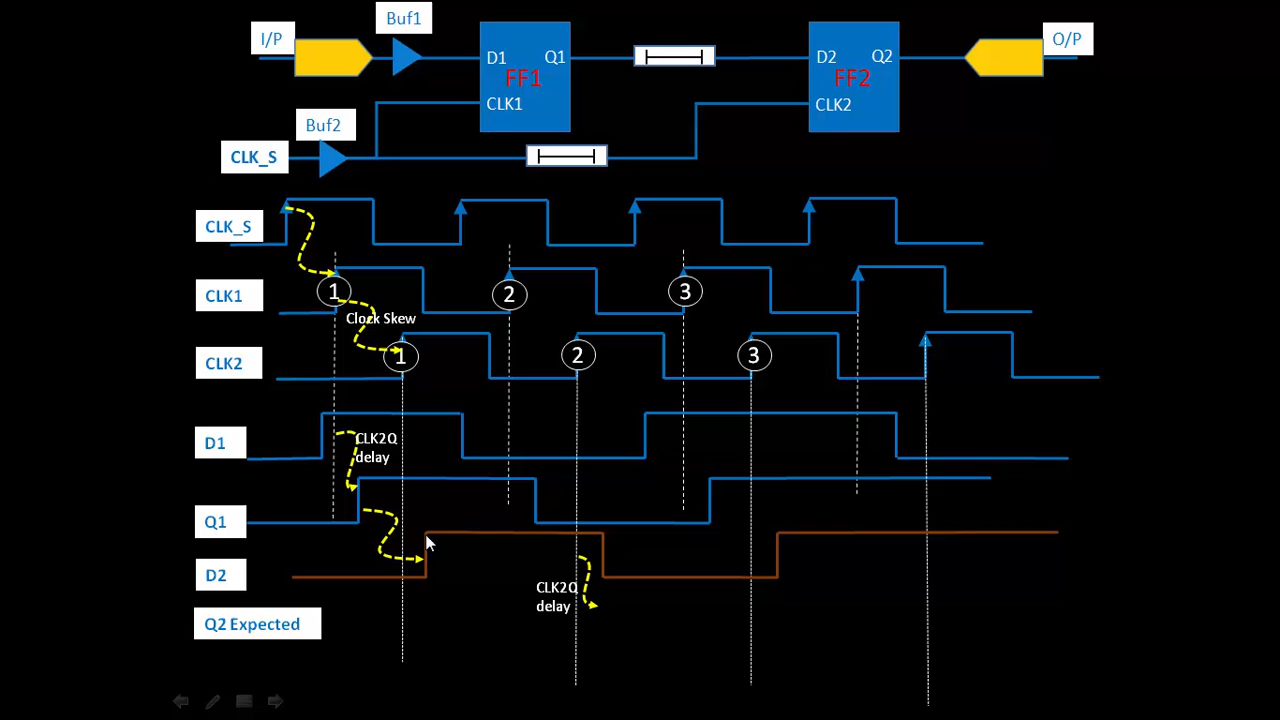 Buf1
I/P
O/P
D1
Q1
FF1
CLK1
D2
Q2
FF2
CLK2
Buf2
CLK_S
CLK_S
CLK1
1
2
3
Clock Skew
CLK2
1
2
3
D1
CLK2Q
delay
Q1
D2
CLK2Q
delay
Q2 Expected